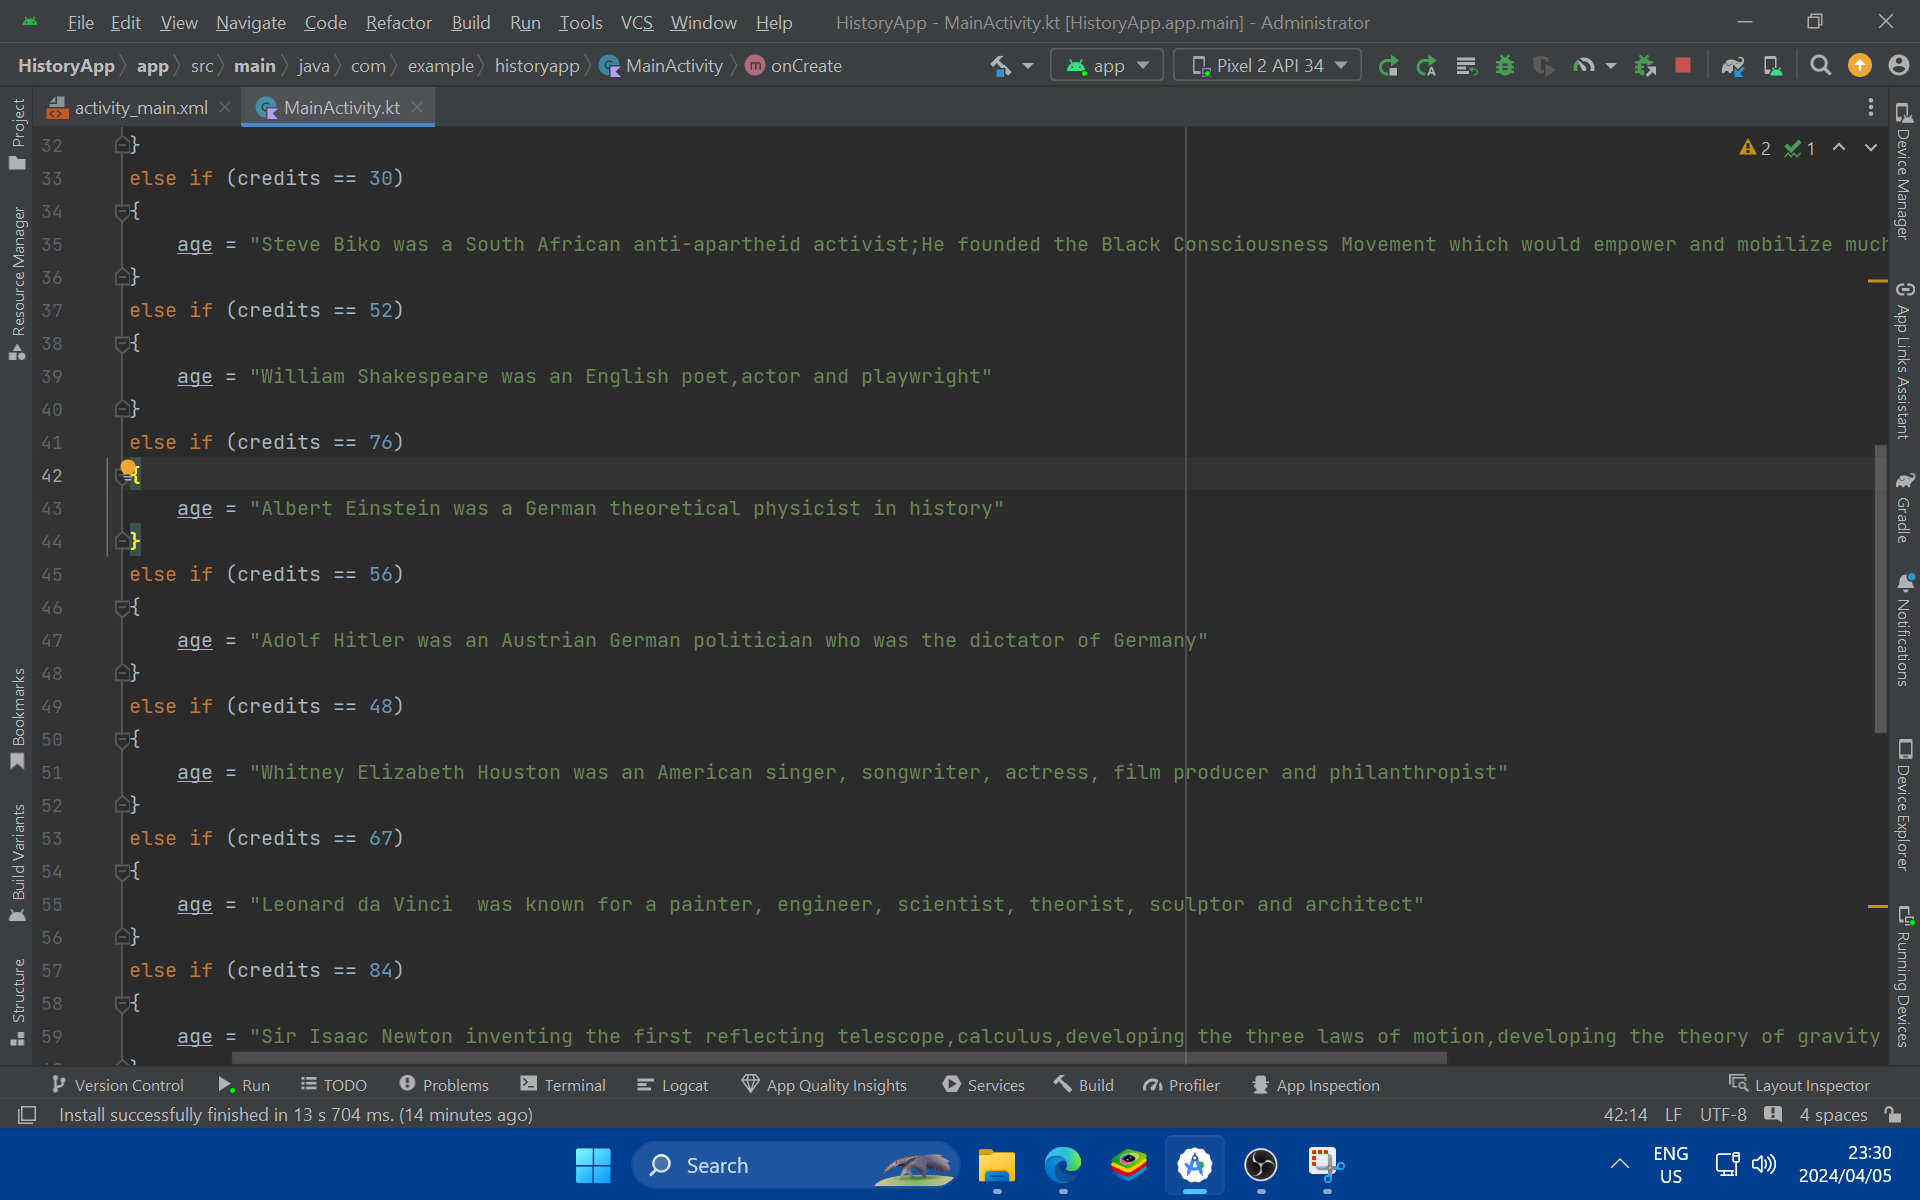 File Edit View Navigate Code Refactor Build Run Tools VCS Window Help HistoryApp - MainActivity.kt [HistoryApp.app.main] - Administrator
HistoryApp app src main java com example historyapp MainActivity m onCreate app Pixel 2 API 34
activity_main.xml MainActivity.kt
32 }
33 else if (credits == 30)
34 {
35 age = "Steve Biko was a South African anti-apartheid activist;He founded the Black Consciousness Movement which would empower and mobilize much
36 }
37 else if (credits == 52)
38 {
39 age = "William Shakespeare was an English poet,actor and playwright"
40 }
41 else if (credits == 76)
42 {
43 age = "Albert Einstein was a German theoretical physicist in history"
44 }
45 else if (credits == 56)
46 {
47 age = "Adolf Hitler was an Austrian German politician who was the dictator of Germany"
48 }
49 else if (credits == 48)
50 {
51 age = "Whitney Elizabeth Houston was an American singer, songwriter, actress, film producer and philanthropist"
52 }
53 else if (credits == 67)
54 {
55 age = "Leonard da Vinci  was known for a painter, engineer, scientist, theorist, sculptor and architect"
56 }
57 else if (credits == 84)
58 {
59 age = "Sir Isaac Newton inventing the first reflecting telescope,calculus,developing the three laws of motion,developing the theory of gravity
2 1
Project
Resource Manager
Bookmarks
Build Variants
Structure
Device Manager
App Links Assistant
Gradle
Notifications
Device Explorer
Running Devices
Version Control Run TODO Problems Terminal Logcat App Quality Insights Services Build Profiler App Inspection Layout Inspector
Install successfully finished in 13 s 704 ms. (14 minutes ago) 42:14 LF UTF-8 4 spaces
Search
ENG
US
23:30
2024/04/05